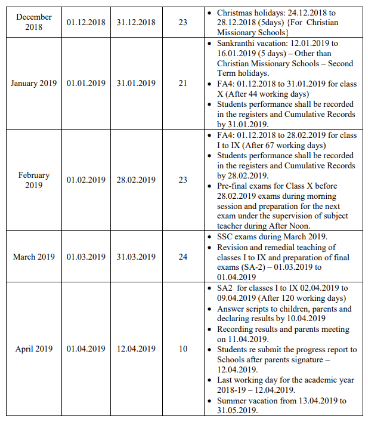 December 2018 01.12.2018 31.12.2018 23
• Christmas holidays: 24.12.2018 to
28.12.2018 (5days) {For Christian
Missionary Schools}
January 2019 01.01.2019 31.01.2019 21
• Sankranthi vacation: 12.01.2019 to
16.01.2019 (5 days) – Other than
Christian Missionary Schools – Second
Term holidays.
• FA4: 01.12.2018 to 31.01.2019 for class
X (After 44 working days)
• Students performance shall be recorded
in the registers and Cumulative Records
by 31.01.2019.
February 2019 01.02.2019 28.02.2019 23
• FA4: 01.12.2018 to 28.02.2019 for class
I to IX (After 67 working days)
• Students performance shall be recorded
in the registers and Cumulative Records
by 28.02.2019.
• Pre-final exams for Class X before
28.02.2019 exams during morning
session and preparation for the next
exam under the supervision of subject
teacher during After Noon.
March 2019 01.03.2019 31.03.2019 24
• SSC exams during March 2019.
• Revision and remedial teaching of
classes I to IX and preparation of final
exams (SA-2) – 01.03.2019 to
01.04.2019
April 2019 01.04.2019 12.04.2019 10
• SA2 for classes I to IX 02.04.2019 to
09.04.2019 (After 120 working days)
• Answer scripts to children, parents and
declaring results by 10.04.2019
• Recording results and parents meeting
on 11.04.2019.
• Students re submit the progress report to
Schools after parents signature –
12.04.2019.
• Last working day for the academic year
2018-19 – 12.04.2019.
• Summer vacation from 13.04.2019 to
31.05.2019.